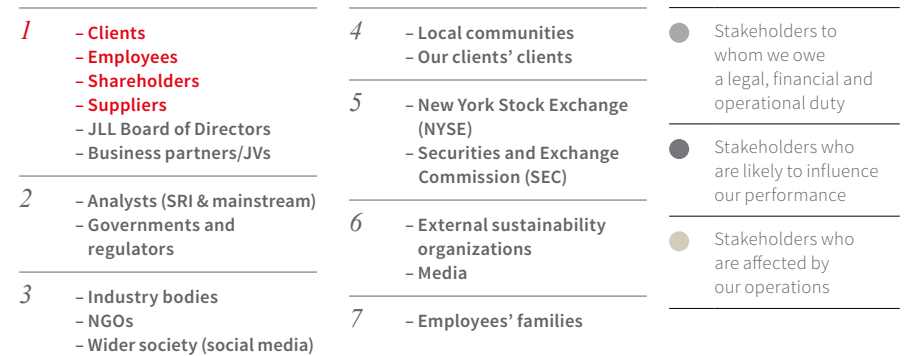 1
– Clients
– Employees
– Shareholders
– Suppliers
– JLL Board of Directors
– Business partners/JVs
2
– Analysts (SRI & mainstream)
– Governments and
regulators
3
– Industry bodies
– NGOs
– Wider society (social media)
4
– Local communities
– Our clients’ clients
5
– New York Stock Exchange
(NYSE)
– Securities and Exchange
Commission (SEC)
6
– External sustainability
organizations
– Media
7
– Employees’ families
Stakeholders to
whom we owe
a legal, financial and
operational duty
Stakeholders who
are likely to influence
our performance
Stakeholders who
are affected by
our operations